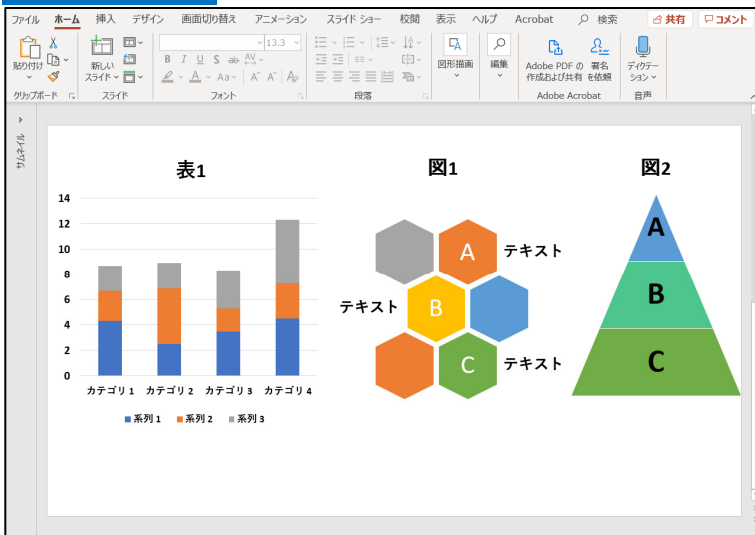 ファイル ホーム 挿入 デザイン 画面切り替え アニメーション スライド ショー 校閲 表示 ヘルプ Acrobat 検索 共有 コメント
貼り付け
新しい
スライド
13.3
B I U S ab AV
Aa A A A
図形描画
編集
Adobe PDF の
作成および共有
署名
を依頼
ディクテー
ション
クリップボード スライド フォント 段落 Adobe Acrobat 音声
サムネイル
表1
14
12
10
8
6
4
2
0
カテゴリ 1 カテゴリ 2 カテゴリ 3 カテゴリ 4
系列 1 系列 2 系列 3
図1
A テキスト
テキスト B
C テキスト
図2
A
B
C